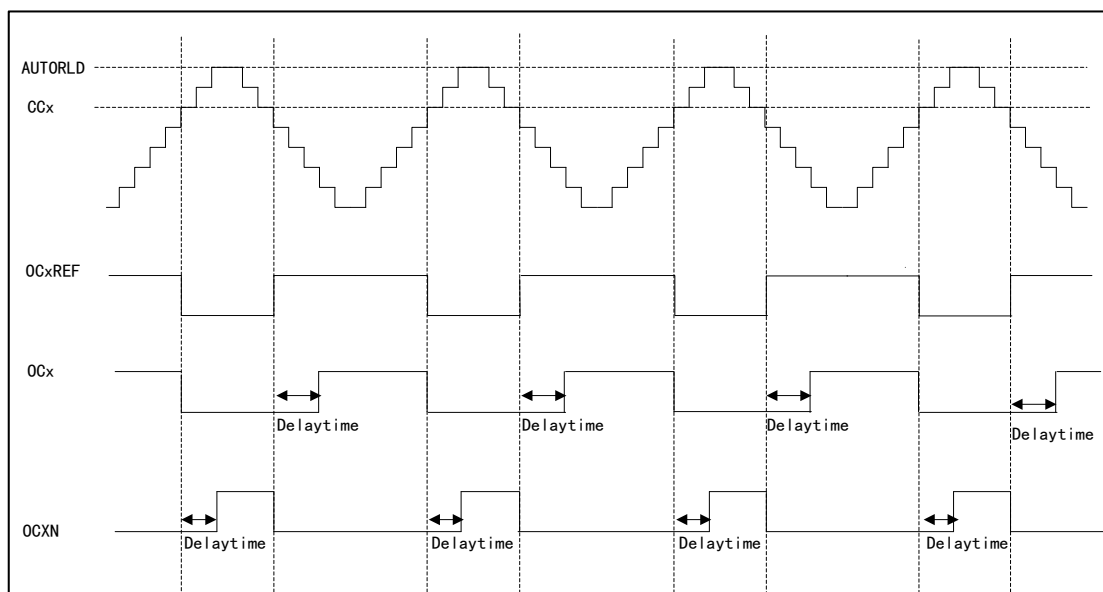 AUTORLD
CCx
OCxREF
OCx
Delaytime
Delaytime
Delaytime
Delaytime
OCXN
Delaytime
Delaytime
Delaytime
Delaytime